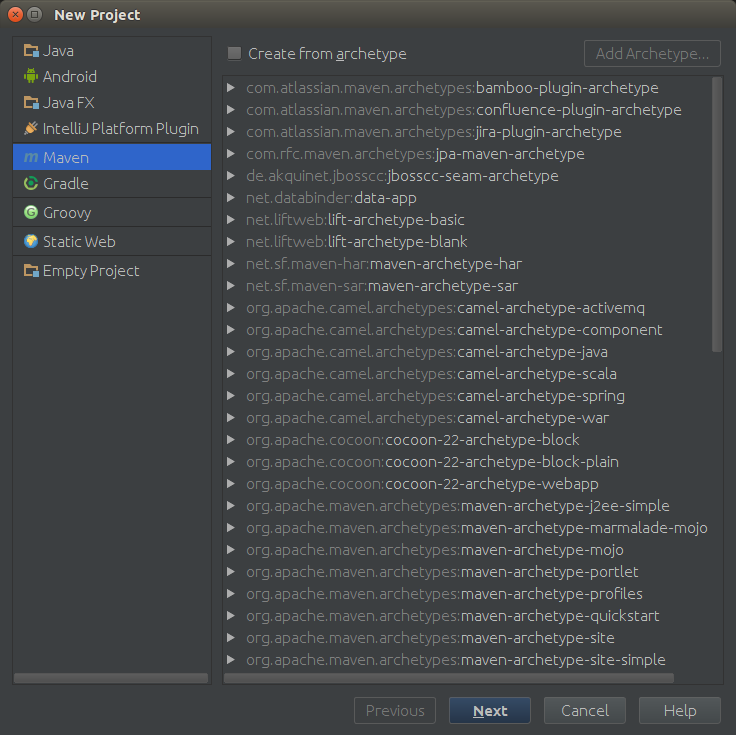 New Project
Java
Android
Java FX
IntelliJ Platform Plugin
Maven
Gradle
Groovy
Static Web
Empty Project
Create from archetype
Add Archetype...
com.atlassian.maven.archetypes:bamboo-plugin-archetype
com.atlassian.maven.archetypes:confluence-plugin-archetype
com.atlassian.maven.archetypes:jira-plugin-archetype
com.rfc.maven.archetypes:jpa-maven-archetype
de.akquinet.jbosscc:jbosscc-seam-archetype
net.databinder:data-app
net.liftweb:lift-archetype-basic
net.liftweb:lift-archetype-blank
net.sf.maven-har:maven-archetype-har
net.sf.maven-sar:maven-archetype-sar
org.apache.camel.archetypes:camel-archetype-activemq
org.apache.camel.archetypes:camel-archetype-component
org.apache.camel.archetypes:camel-archetype-java
org.apache.camel.archetypes:camel-archetype-scala
org.apache.camel.archetypes:camel-archetype-spring
org.apache.camel.archetypes:camel-archetype-war
org.apache.cocoon:cocoon-22-archetype-block
org.apache.cocoon:cocoon-22-archetype-block-plain
org.apache.cocoon:cocoon-22-archetype-webapp
org.apache.maven.archetypes:maven-archetype-j2ee-simple
org.apache.maven.archetypes:maven-archetype-marmalade-mojo
org.apache.maven.archetypes:maven-archetype-mojo
org.apache.maven.archetypes:maven-archetype-portlet
org.apache.maven.archetypes:maven-archetype-profiles
org.apache.maven.archetypes:maven-archetype-quickstart
org.apache.maven.archetypes:maven-archetype-site
org.apache.maven.archetypes:maven-archetype-site-simple
Previous
Next
Cancel
Help